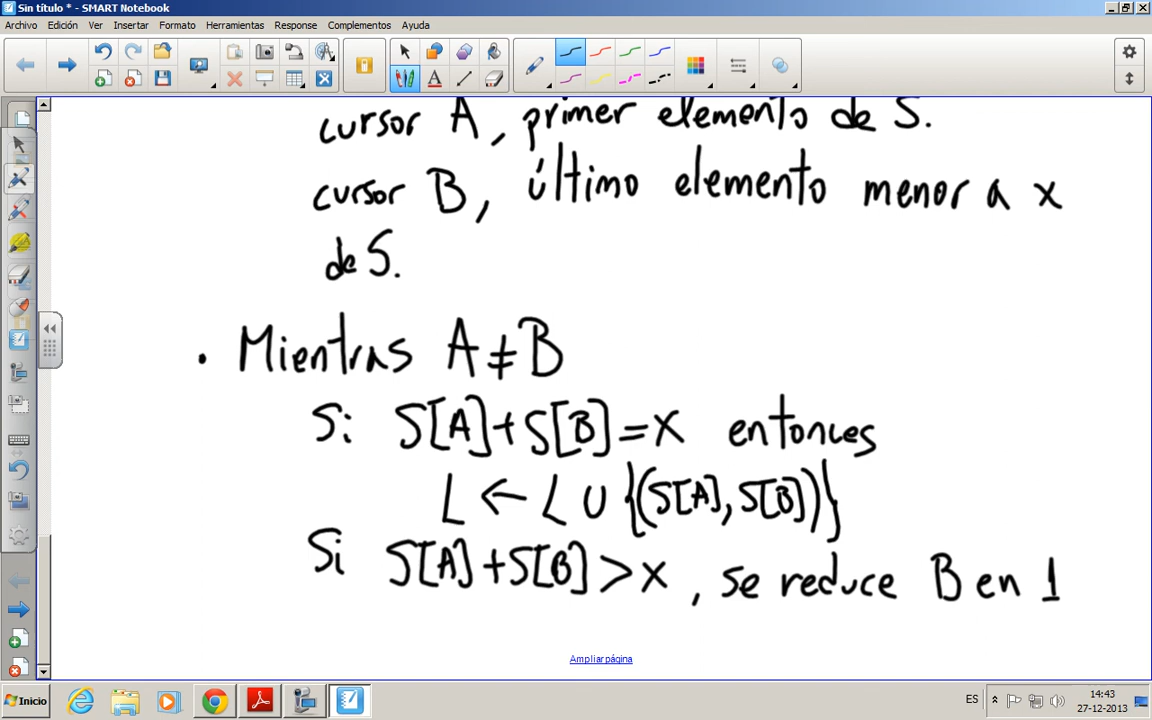 Sin título * - SMART Notebook
Archivo Edición Ver Insertar Formato Herramientas Response Complementos Ayuda
cursor A, primer elemento de S.
cursor B, último elemento menor a x
de S.
. Mientras A ≠ B
Si S[A]+S[B]=X entonces
L ← L ∪ {(S[A], S[B])}
Si S[A]+S[B]>X, se reduce B en 1
Ampliar página
Inicio ES 14:43
27-12-2013